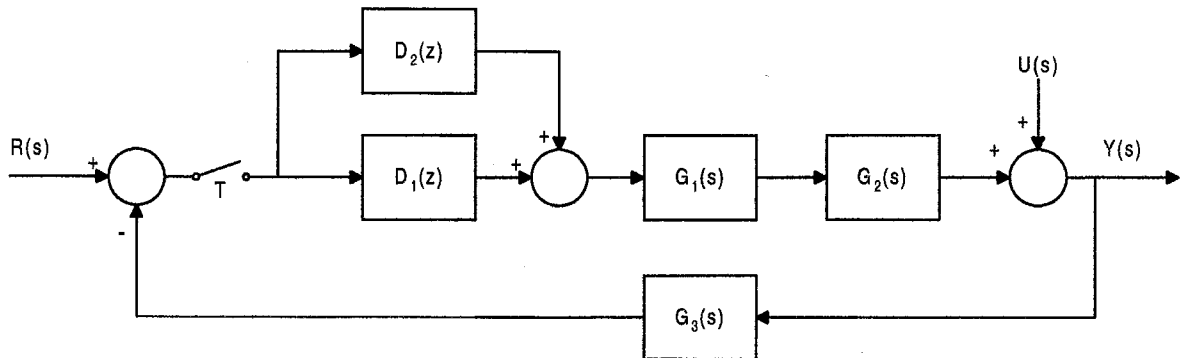 D₂(z)
U(s)
R(s)
+
T
D₁(z)
+
+
G₁(s)
G₂(s)
+
+
Y(s)
-
G₃(s)